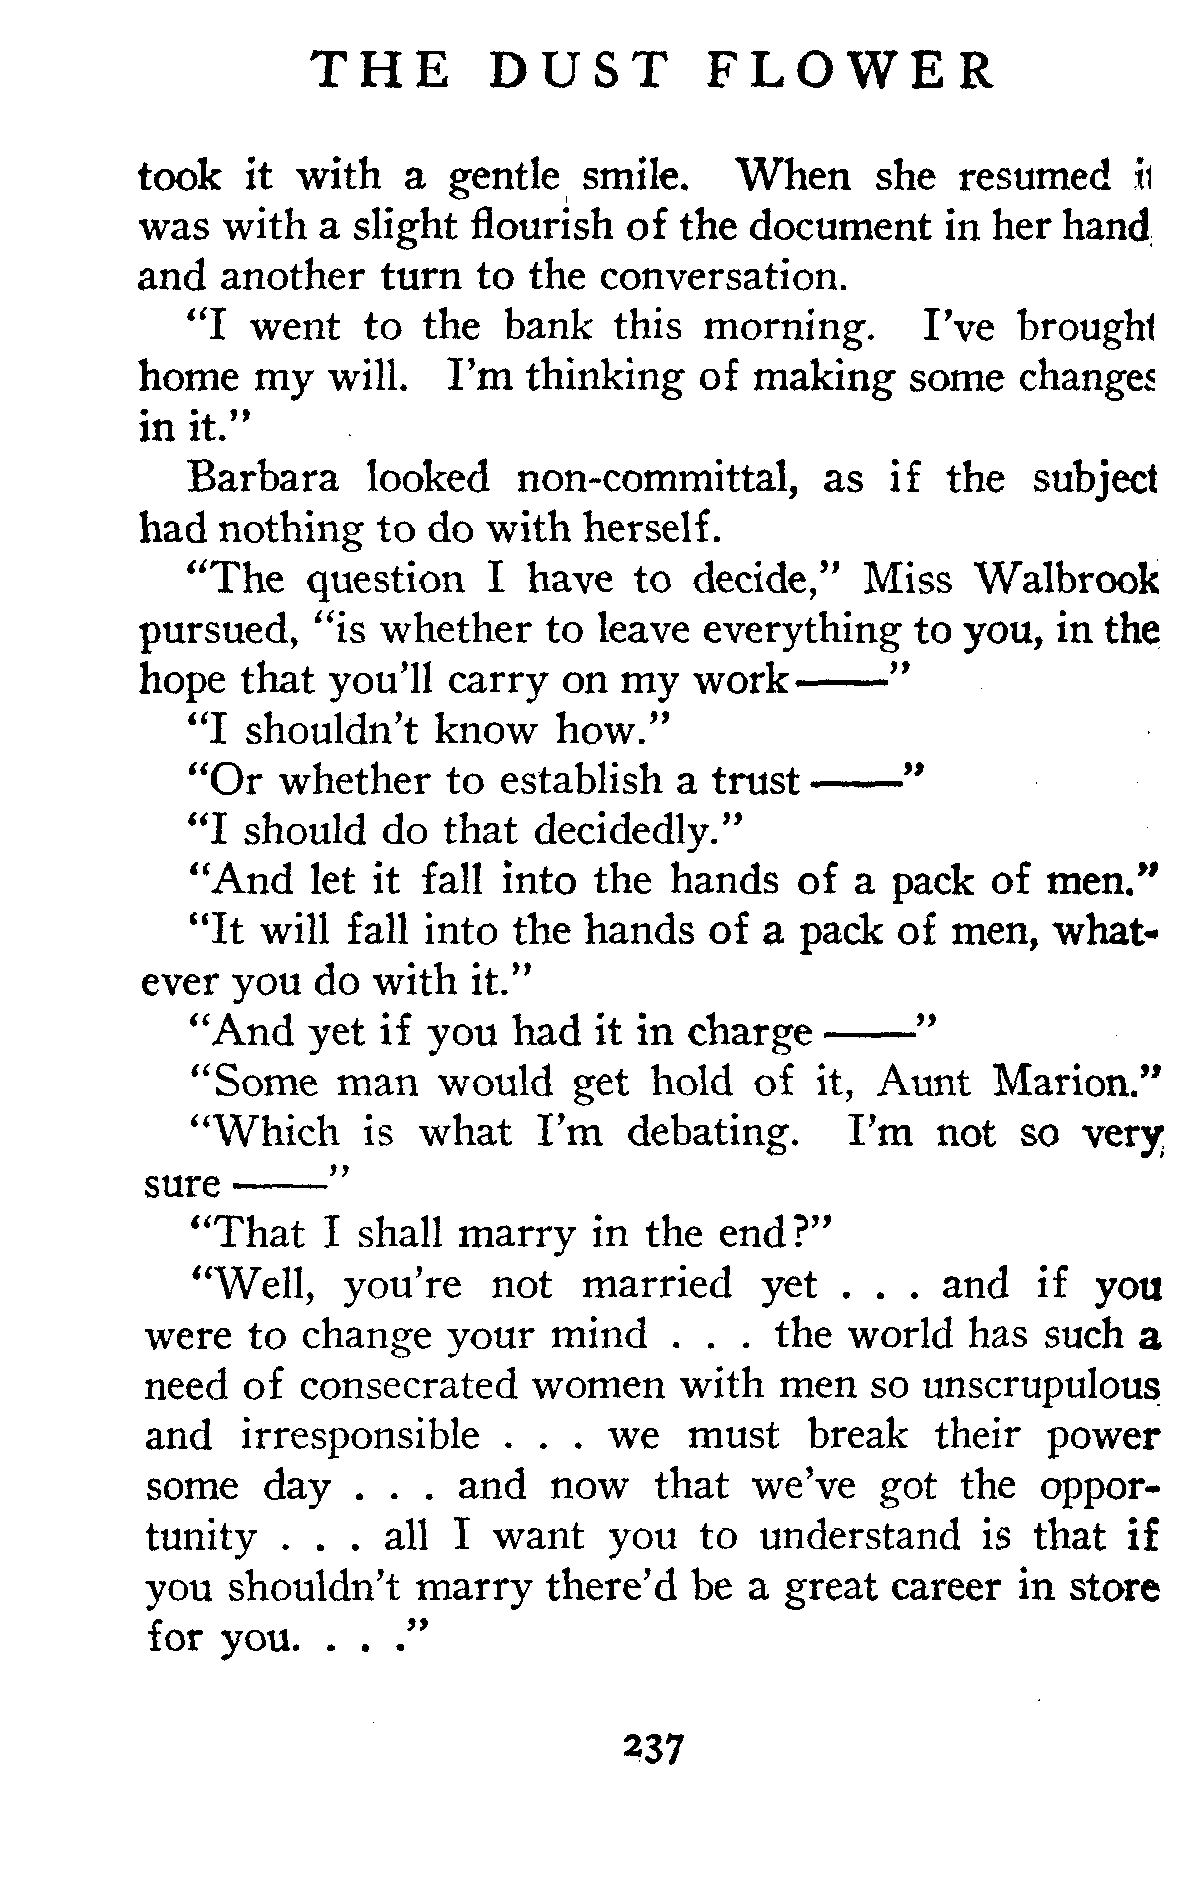 THE DUST FLOWER
took it with a gentle smile. When she resumed it
was with a slight flourish of the document in her hand
and another turn to the conversation.
"I went to the bank this morning. I've brought
home my will. I'm thinking of making some changes
in it."
Barbara looked non-committal, as if the subject
had nothing to do with herself.
"The question I have to decide," Miss Walbrook
pursued, "is whether to leave everything to you, in the
hope that you'll carry on my work——"
"I shouldn't know how."
"Or whether to establish a trust——"
"I should do that decidedly."
"And let it fall into the hands of a pack of men."
"It will fall into the hands of a pack of men, what-
ever you do with it."
"And yet if you had it in charge——"
"Some man would get hold of it, Aunt Marion."
"Which is what I'm debating. I'm not so very
sure——"
"That I shall marry in the end?"
"Well, you're not married yet . . . and if you
were to change your mind . . . the world has such a
need of consecrated women with men so unscrupulous
and irresponsible . . . we must break their power
some day . . . and now that we've got the oppor-
tunity . . . all I want you to understand is that if
you shouldn't marry there'd be a great career in store
for you. . . ."
237